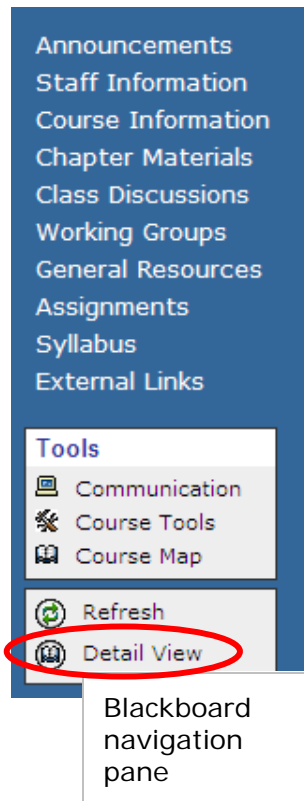 Announcements
Staff Information
Course Information
Chapter Materials
Class Discussions
Working Groups
General Resources
Assignments
Syllabus
External Links
Tools
Communication
Course Tools
Course Map
Refresh
Detail View
Blackboard
navigation
pane